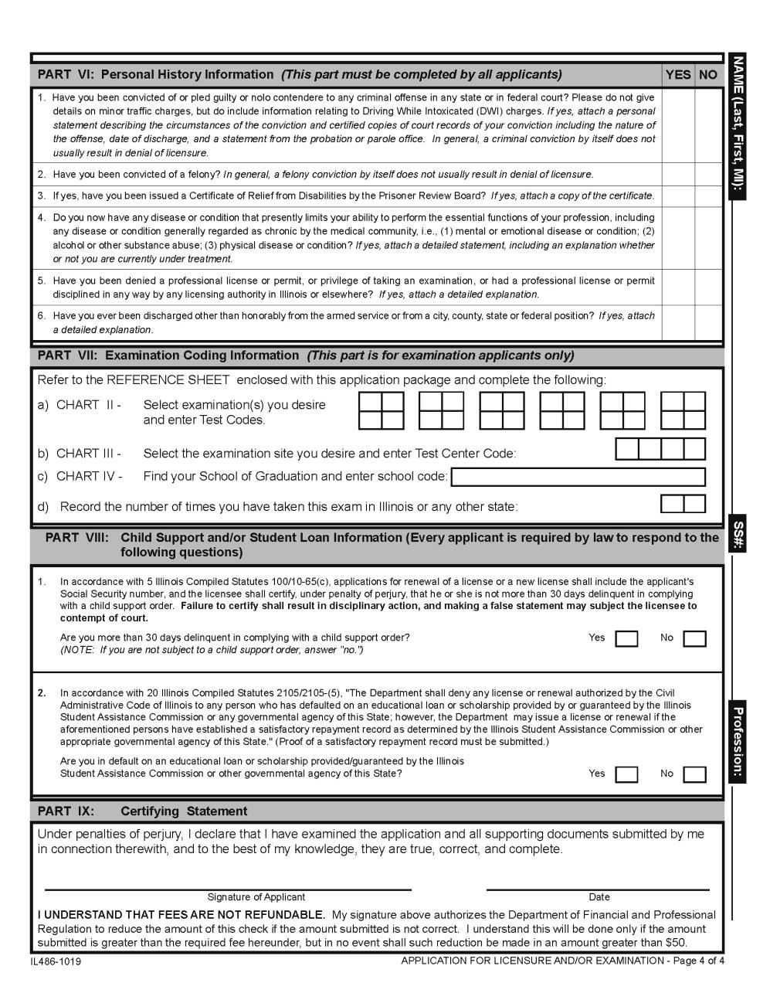 PART VI: Personal History Information (This part must be completed by all applicants) YES NO
1. Have you been convicted of or pled guilty or nolo contendere to any criminal offense in any state or in federal court? Please do not give
details on minor traffic charges, but do include information relating to Driving While Intoxicated (DWI) charges. If yes, attach a personal
statement describing the circumstances of the conviction and certified copies of court records of your conviction including the nature of
the offense, date of discharge, and a statement from the probation or parole office. In general, a criminal conviction by itself does not
usually result in denial of licensure.
2. Have you been convicted of a felony? In general, a felony conviction by itself does not usually result in denial of licensure.
3. If yes, have you been issued a Certificate of Relief from Disabilities by the Prisoner Review Board? If yes, attach a copy of the certificate.
4. Do you now have any disease or condition that presently limits your ability to perform the essential functions of your profession, including
any disease or condition generally regarded as chronic by the medical community, i.e., (1) mental or emotional disease or condition; (2)
alcohol or other substance abuse; (3) physical disease or condition? If yes, attach a detailed statement, including an explanation whether
or not you are currently under treatment.
5. Have you been denied a professional license or permit, or privilege of taking an examination, or had a professional license or permit
disciplined in any way by any licensing authority in Illinois or elsewhere? If yes, attach a detailed explanation.
6. Have you ever been discharged other than honorably from the armed service or from a city, county, state or federal position? If yes, attach
a detailed explanation.
PART VII: Examination Coding Information (This part is for examination applicants only)
Refer to the REFERENCE SHEET enclosed with this application package and complete the following:
a) CHART II - Select examination(s) you desire
and enter Test Codes.
b) CHART III - Select the examination site you desire and enter Test Center Code:
c) CHART IV - Find your School of Graduation and enter school code:
d) Record the number of times you have taken this exam in Illinois or any other state:
PART VIII: Child Support and/or Student Loan Information (Every applicant is required by law to respond to the
following questions)
1. In accordance with 5 Illinois Compiled Statutes 100/10-65(c), applications for renewal of a license or a new license shall include the applicant's
Social Security number, and the licensee shall certify, under penalty of perjury, that he or she is not more than 30 days delinquent in complying
with a child support order. Failure to certify shall result in disciplinary action, and making a false statement may subject the licensee to
contempt of court.
Are you more than 30 days delinquent in complying with a child support order? Yes No
(NOTE: If you are not subject to a child support order, answer "no.")
2. In accordance with 20 Illinois Compiled Statutes 2105/2105-(5), "The Department shall deny any license or renewal authorized by the Civil
Administrative Code of Illinois to any person who has defaulted on an educational loan or scholarship provided by or guaranteed by the Illinois
Student Assistance Commission or any governmental agency of this State; however, the Department may issue a license or renewal if the
aforementioned persons have established a satisfactory repayment record as determined by the Illinois Student Assistance Commission or other
appropriate governmental agency of this State." (Proof of a satisfactory repayment record must be submitted.)
Are you in default on an educational loan or scholarship provided/guaranteed by the Illinois
Student Assistance Commission or other governmental agency of this State? Yes No
PART IX: Certifying Statement
Under penalties of perjury, I declare that I have examined the application and all supporting documents submitted by me
in connection therewith, and to the best of my knowledge, they are true, correct, and complete.
Signature of Applicant Date
I UNDERSTAND THAT FEES ARE NOT REFUNDABLE. My signature above authorizes the Department of Financial and Professional
Regulation to reduce the amount of this check if the amount submitted is not correct. I understand this will be done only if the amount
submitted is greater than the required fee hereunder, but in no event shall such reduction be made in an amount greater than $50.
IL486-1019 APPLICATION FOR LICENSURE AND/OR EXAMINATION - Page 4 of 4
NAME (Last, First, MI):
SS#:
Profession: